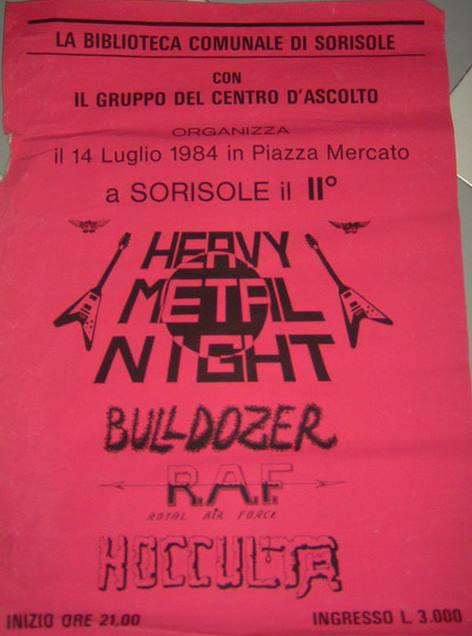 LA BIBLIOTECA COMUNALE DI SORISOLE
CON
IL GRUPPO DEL CENTRO D'ASCOLTO
ORGANIZZA
il 14 Luglio 1984 in Piazza Mercato
a SORISOLE il II°
HEAVY
METAL
NIGHT
BULLDOZER
R.A.F.
ROYAL AIR FORCE
HOCCULTA
INIZIO ORE 21,00
INGRESSO L. 3.000